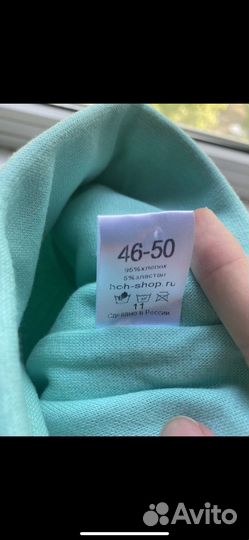 46-50
95% хлопок
5% эластан
hch-shop.ru
11
Сделано в России
Avito